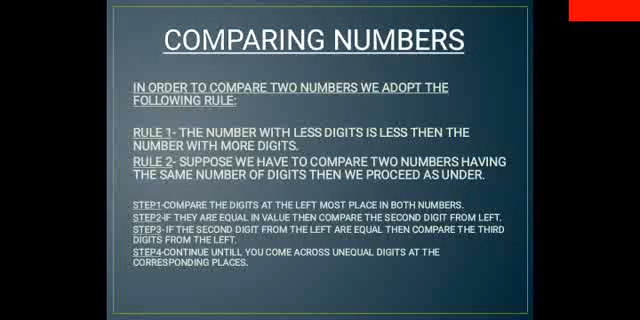 COMPARING NUMBERS
IN ORDER TO COMPARE TWO NUMBERS WE ADOPT THE
FOLLOWING RULE:
RULE 1- THE NUMBER WITH LESS DIGITS IS LESS THEN THE
NUMBER WITH MORE DIGITS.
RULE 2- SUPPOSE WE HAVE TO COMPARE TWO NUMBERS HAVING
THE SAME NUMBER OF DIGITS THEN WE PROCEED AS UNDER.
STEP1-COMPARE THE DIGITS AT THE LEFT MOST PLACE IN BOTH NUMBERS.
STEP2-IF THEY ARE EQUAL IN VALUE THEN COMPARE THE SECOND DIGIT FROM LEFT.
STEP3- IF THE SECOND DIGIT FROM THE LEFT ARE EQUAL THEN COMPARE THE THIRD
DIGITS FROM THE LEFT.
STEP4-CONTINUE UNTILL YOU COME ACROSS UNEQUAL DIGITS AT THE
CORRESPONDING PLACES.